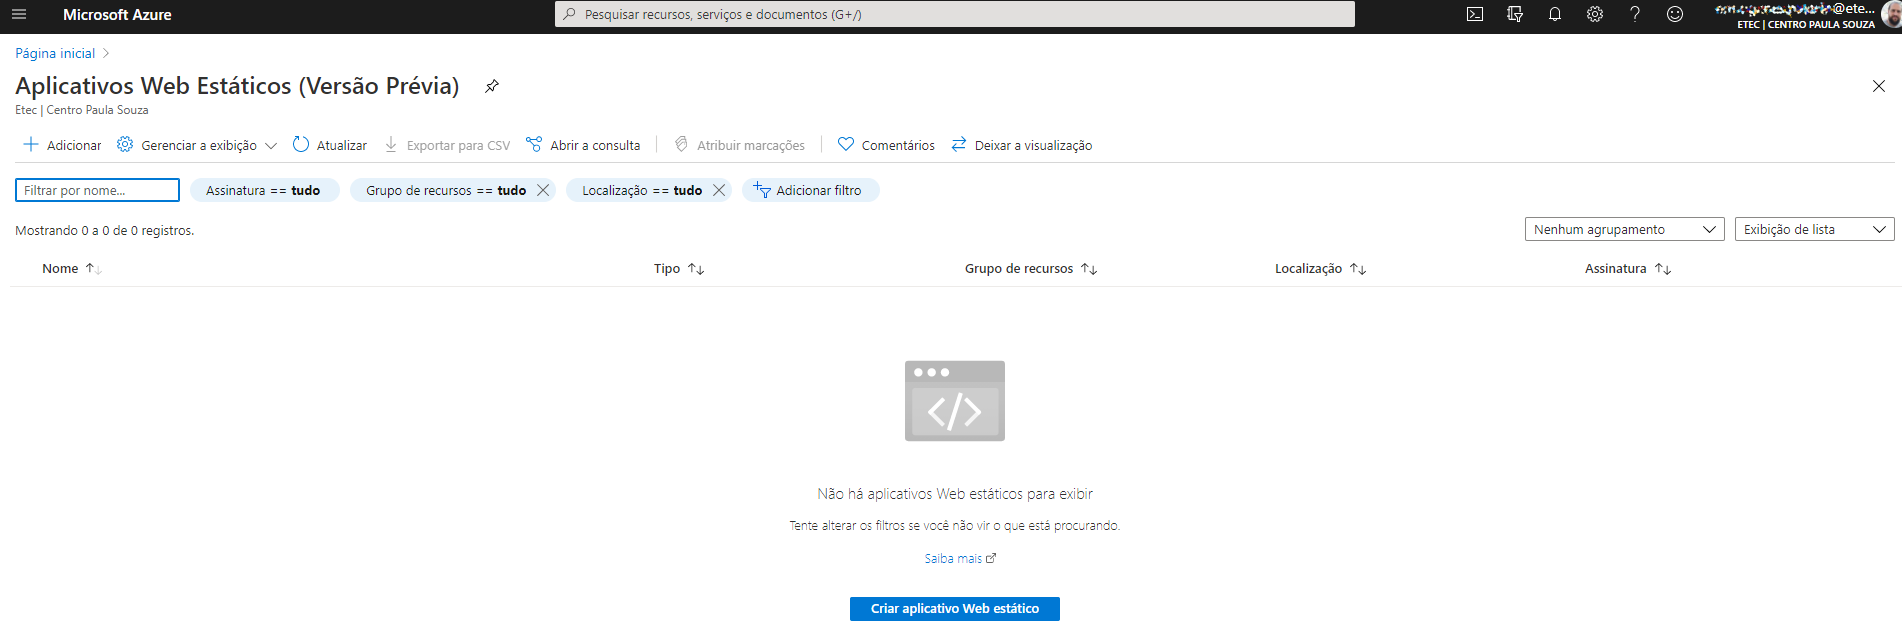 Microsoft Azure
Pesquisar recursos, serviços e documentos (G+/)
@ete...
ETEC | CENTRO PAULA SOUZA
Página inicial
Aplicativos Web Estáticos (Versão Prévia)
Etec | Centro Paula Souza
Adicionar Gerenciar a exibição Atualizar Exportar para CSV Abrir a consulta Atribuir marcações Comentários Deixar a visualização
Filtrar por nome... Assinatura == tudo Grupo de recursos == tudo Localização == tudo Adicionar filtro
Mostrando 0 a 0 de 0 registros. Nenhum agrupamento Exibição de lista
Nome Tipo Grupo de recursos Localização Assinatura
Não há aplicativos Web estáticos para exibir
Tente alterar os filtros se você não vir o que está procurando.
Saiba mais
Criar aplicativo Web estático